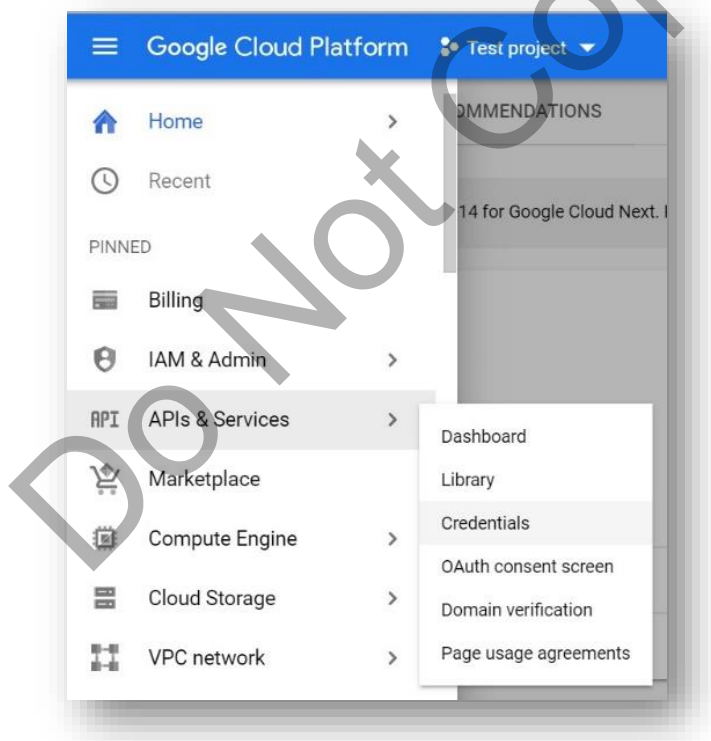 Google Cloud Platform
Test project
OMMENDATIONS
Home
Recent
14 for Google Cloud Next.
PINNED
Billing
IAM & Admin
API APIs & Services
Dashboard
Marketplace
Library
Credentials
Compute Engine
OAuth consent screen
Cloud Storage
Domain verification
VPC network
Page usage agreements
Do Not Co